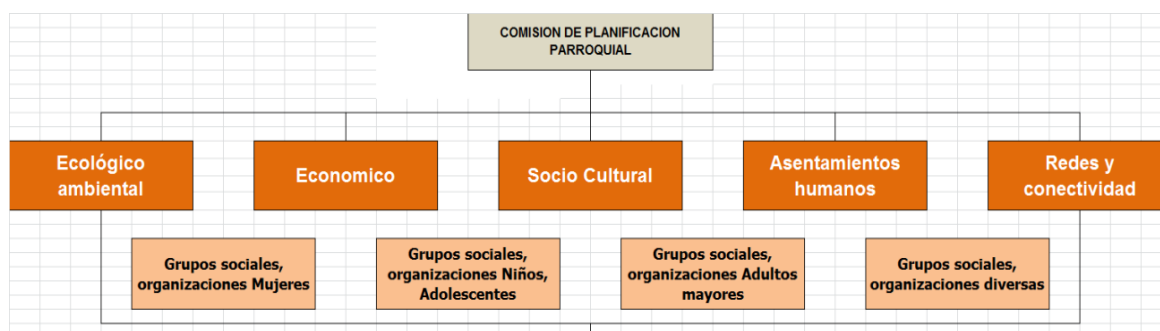 COMISION DE PLANIFICACION
PARROQUIAL
Ecológico
ambiental
Economico
Socio Cultural
Asentamientos
humanos
Redes y
conectividad
Grupos sociales,
organizaciones Mujeres
Grupos sociales,
organizaciones Niños,
Adolescentes
Grupos sociales,
organizaciones Adultos
mayores
Grupos sociales,
organizaciones diversas